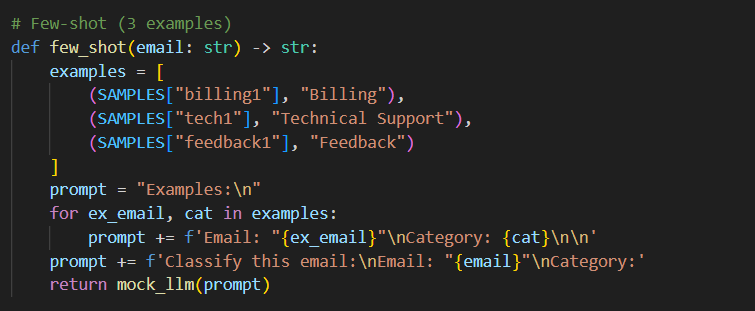 # Few-shot (3 examples)
def few_shot(email: str) -> str:
    examples = [
        (SAMPLES["billing1"], "Billing"),
        (SAMPLES["tech1"], "Technical Support"),
        (SAMPLES["feedback1"], "Feedback")
    ]
    prompt = "Examples:\n"
    for ex_email, cat in examples:
        prompt += f'Email: "{ex_email}"\nCategory: {cat}\n\n'
    prompt += f'Classify this email:\nEmail: "{email}"\nCategory:'
    return mock_llm(prompt)